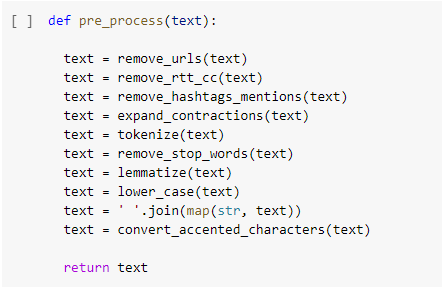 [ ] def pre_process(text):
text = remove_urls(text)
text = remove_rtt_cc(text)
text = remove_hashtags_mentions(text)
text = expand_contractions(text)
text = tokenize(text)
text = remove_stop_words(text)
text = lemmatize(text)
text = lower_case(text)
text = ' '.join(map(str, text))
text = convert_accented_characters(text)
return text